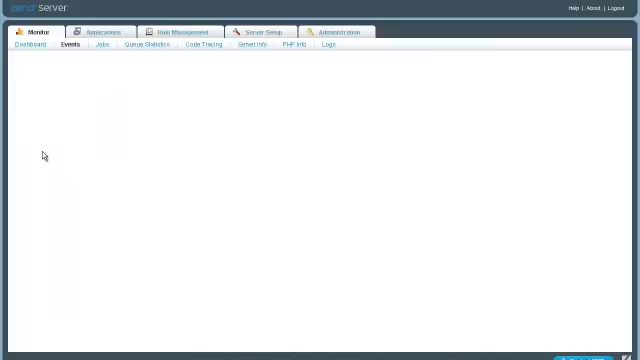 zend server
Help | About | Logout
Monitor Applications Rule Management Server Setup Administration
Dashboard Events Jobs Queue Statistics Code Tracing Server Info PHP Info Logs